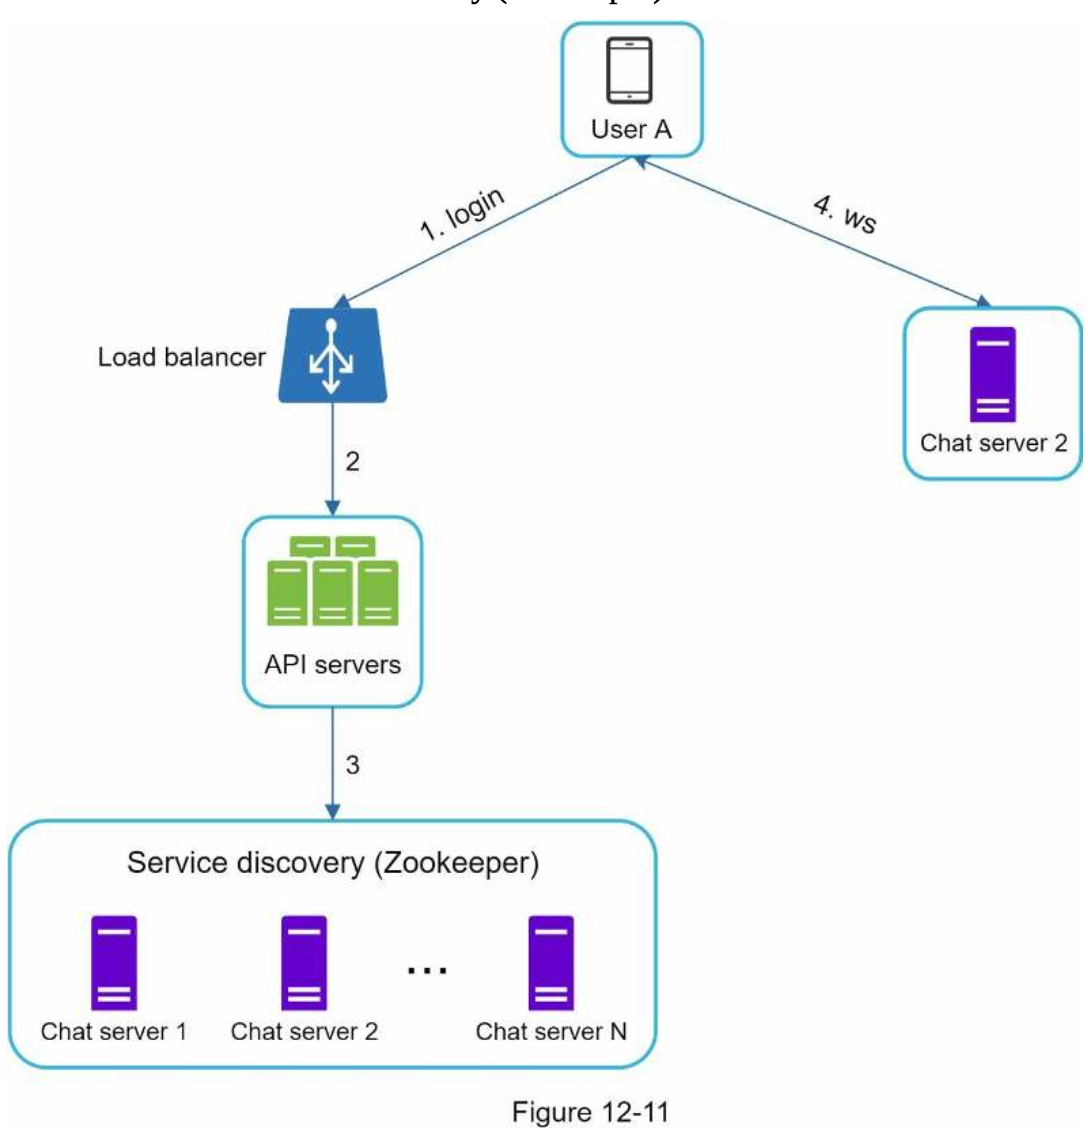 User A
1. login
4. ws
Load balancer
Chat server 2
2
API servers
3
Service discovery (Zookeeper)
...
Chat server 1
Chat server 2
Chat server N
Figure 12-11